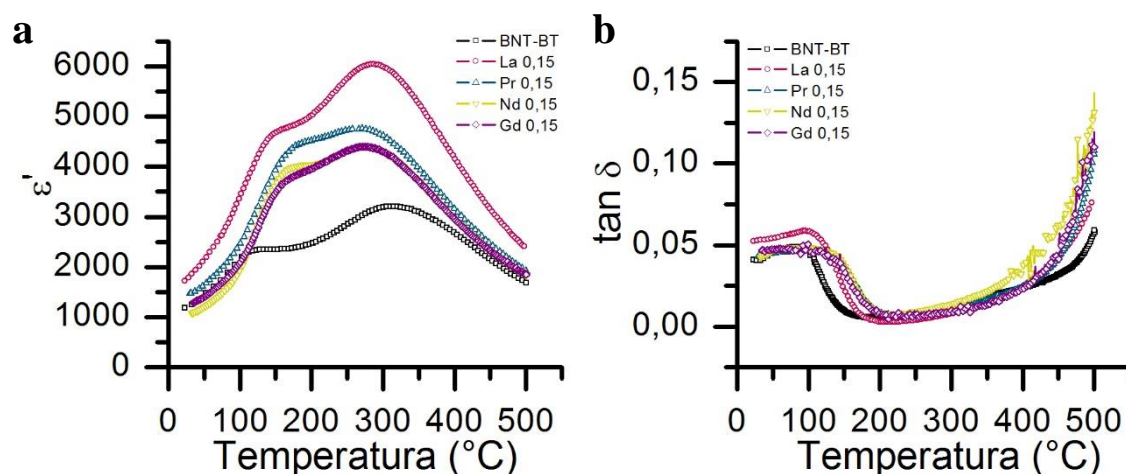 a
BNT-BT
La 0,15
Pr 0,15
Nd 0,15
Gd 0,15
6000
5000
4000
3000
2000
1000
0
ε'
0 100 200 300 400 500
Temperatura (°C)
b
BNT-BT
La 0,15
Pr 0,15
Nd 0,15
Gd 0,15
0,15
0,10
0,05
0,00
tan δ
0 100 200 300 400 500
Temperatura (°C)